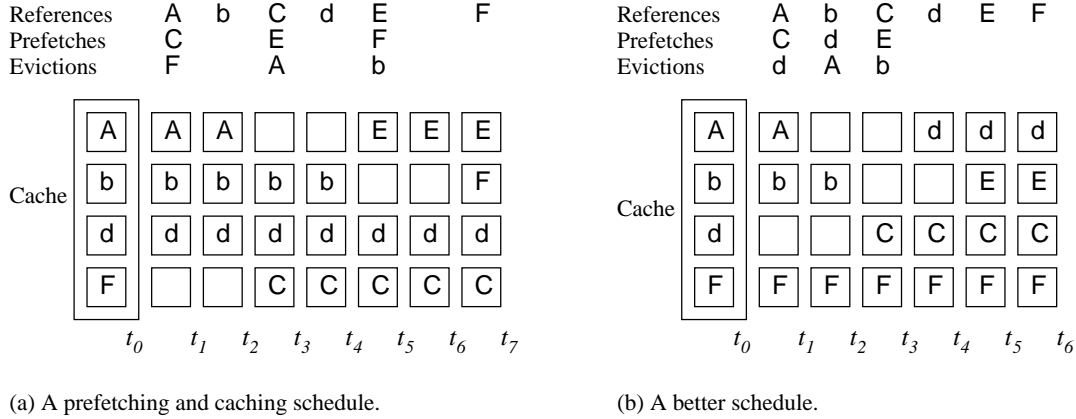 References A b C d E F
Prefetches C E F
Evictions F A b
A A A E E E
Cache b b b b b F
d d d d d d d d
F C C C C C
t0 t1 t2 t3 t4 t5 t6 t7
(a) A prefetching and caching schedule.
References A b C d E F
Prefetches C d E
Evictions d A b
A A d d d
Cache b b b E E
d C C C C
F F F F F F F
t0 t1 t2 t3 t4 t5 t6
(b) A better schedule.